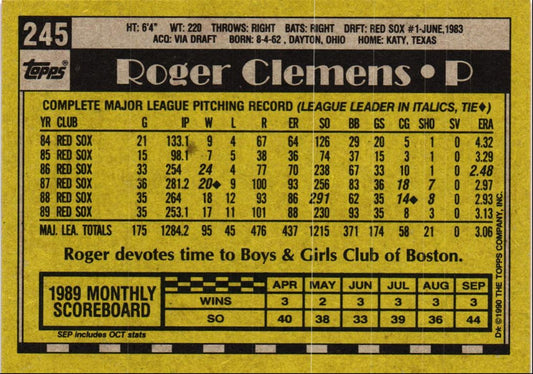 245
HT: 6'4" WT: 220 THROWS: RIGHT BATS: RIGHT DRFT: RED SOX #1-JUNE, 1983
ACQ: VIA DRAFT BORN: 8-4-62, DAYTON, OHIO HOME: KATY, TEXAS
Topps®
Roger Clemens • P
COMPLETE MAJOR LEAGUE PITCHING RECORD (LEAGUE LEADER IN ITALICS, TIE♦)
YR CLUB G IP W L R ER SO BB GS CG SHO SV ERA
84 RED SOX 21 133.1 9 4 67 64 126 29 20 5 1 0 4.32
85 RED SOX 15 98.1 7 5 38 36 74 37 15 3 1 0 3.29
86 RED SOX 33 254 24 4 77 70 238 67 33 10 1 0 2.48
87 RED SOX 36 281.2 20♦ 9 100 93 256 83 36 18 7 0 2.97
88 RED SOX 35 264 18 12 93 86 291 62 35 14♦ 8 0 2.93
89 RED SOX 35 253.1 17 11 101 88 230 93 35 8 3 0 3.13
MAJ. LEA. TOTALS 175 1284.2 95 45 476 437 1215 371 174 58 21 0 3.06
Roger devotes time to Boys & Girls Club of Boston.
1989 MONTHLY SCOREBOARD
APR MAY JUN JUL AUG SEP
WINS 3 2 3 3 3 3
SO 40 38 33 39 36 44
SEP includes OCT stats
D* © 1990 THE TOPPS COMPANY, INC.